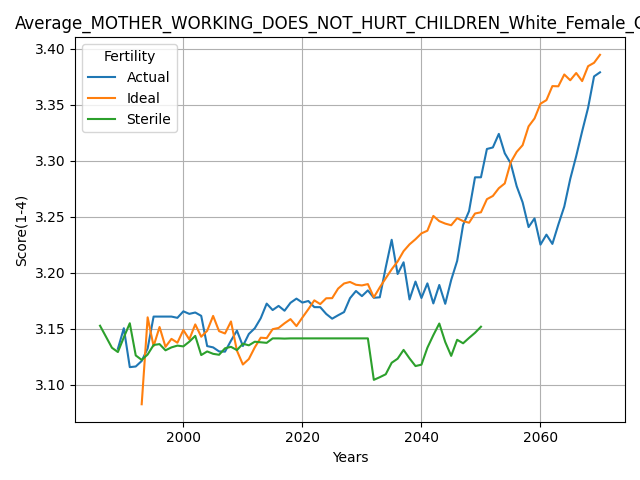 Average_MOTHER_WORKING_DOES_NOT_HURT_CHILDREN_White_Female_
3.40
3.35
3.30
3.25
3.20
3.15
3.10
Score(1-4)
Fertility
Actual
Ideal
Sterile
2000
2020
2040
2060
Years